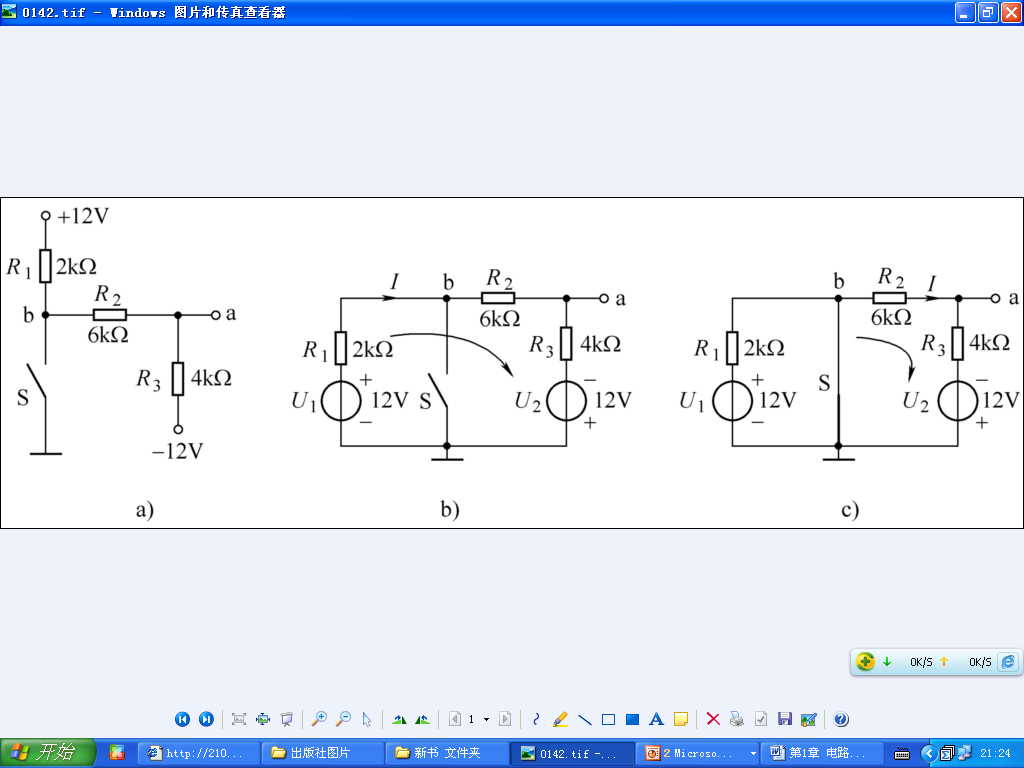 0142.tif - Windows 图片和传真查看器
+12V
R1 2kΩ
b R2 a
6kΩ
S R3 4kΩ
−12V
a)
I b R2 a
6kΩ
R1 2kΩ R3 4kΩ
U1 + 12V − S U2 − 12V +
b)
b R2 I a
6kΩ
R1 2kΩ R3 4kΩ
U1 + 12V − S U2 − 12V +
c)
0K/S 0K/S
1
A
开始 http://210... 出版社图片 新书 文件夹 0142.tif -... 2 Microso... 第1章 电路... 21:24